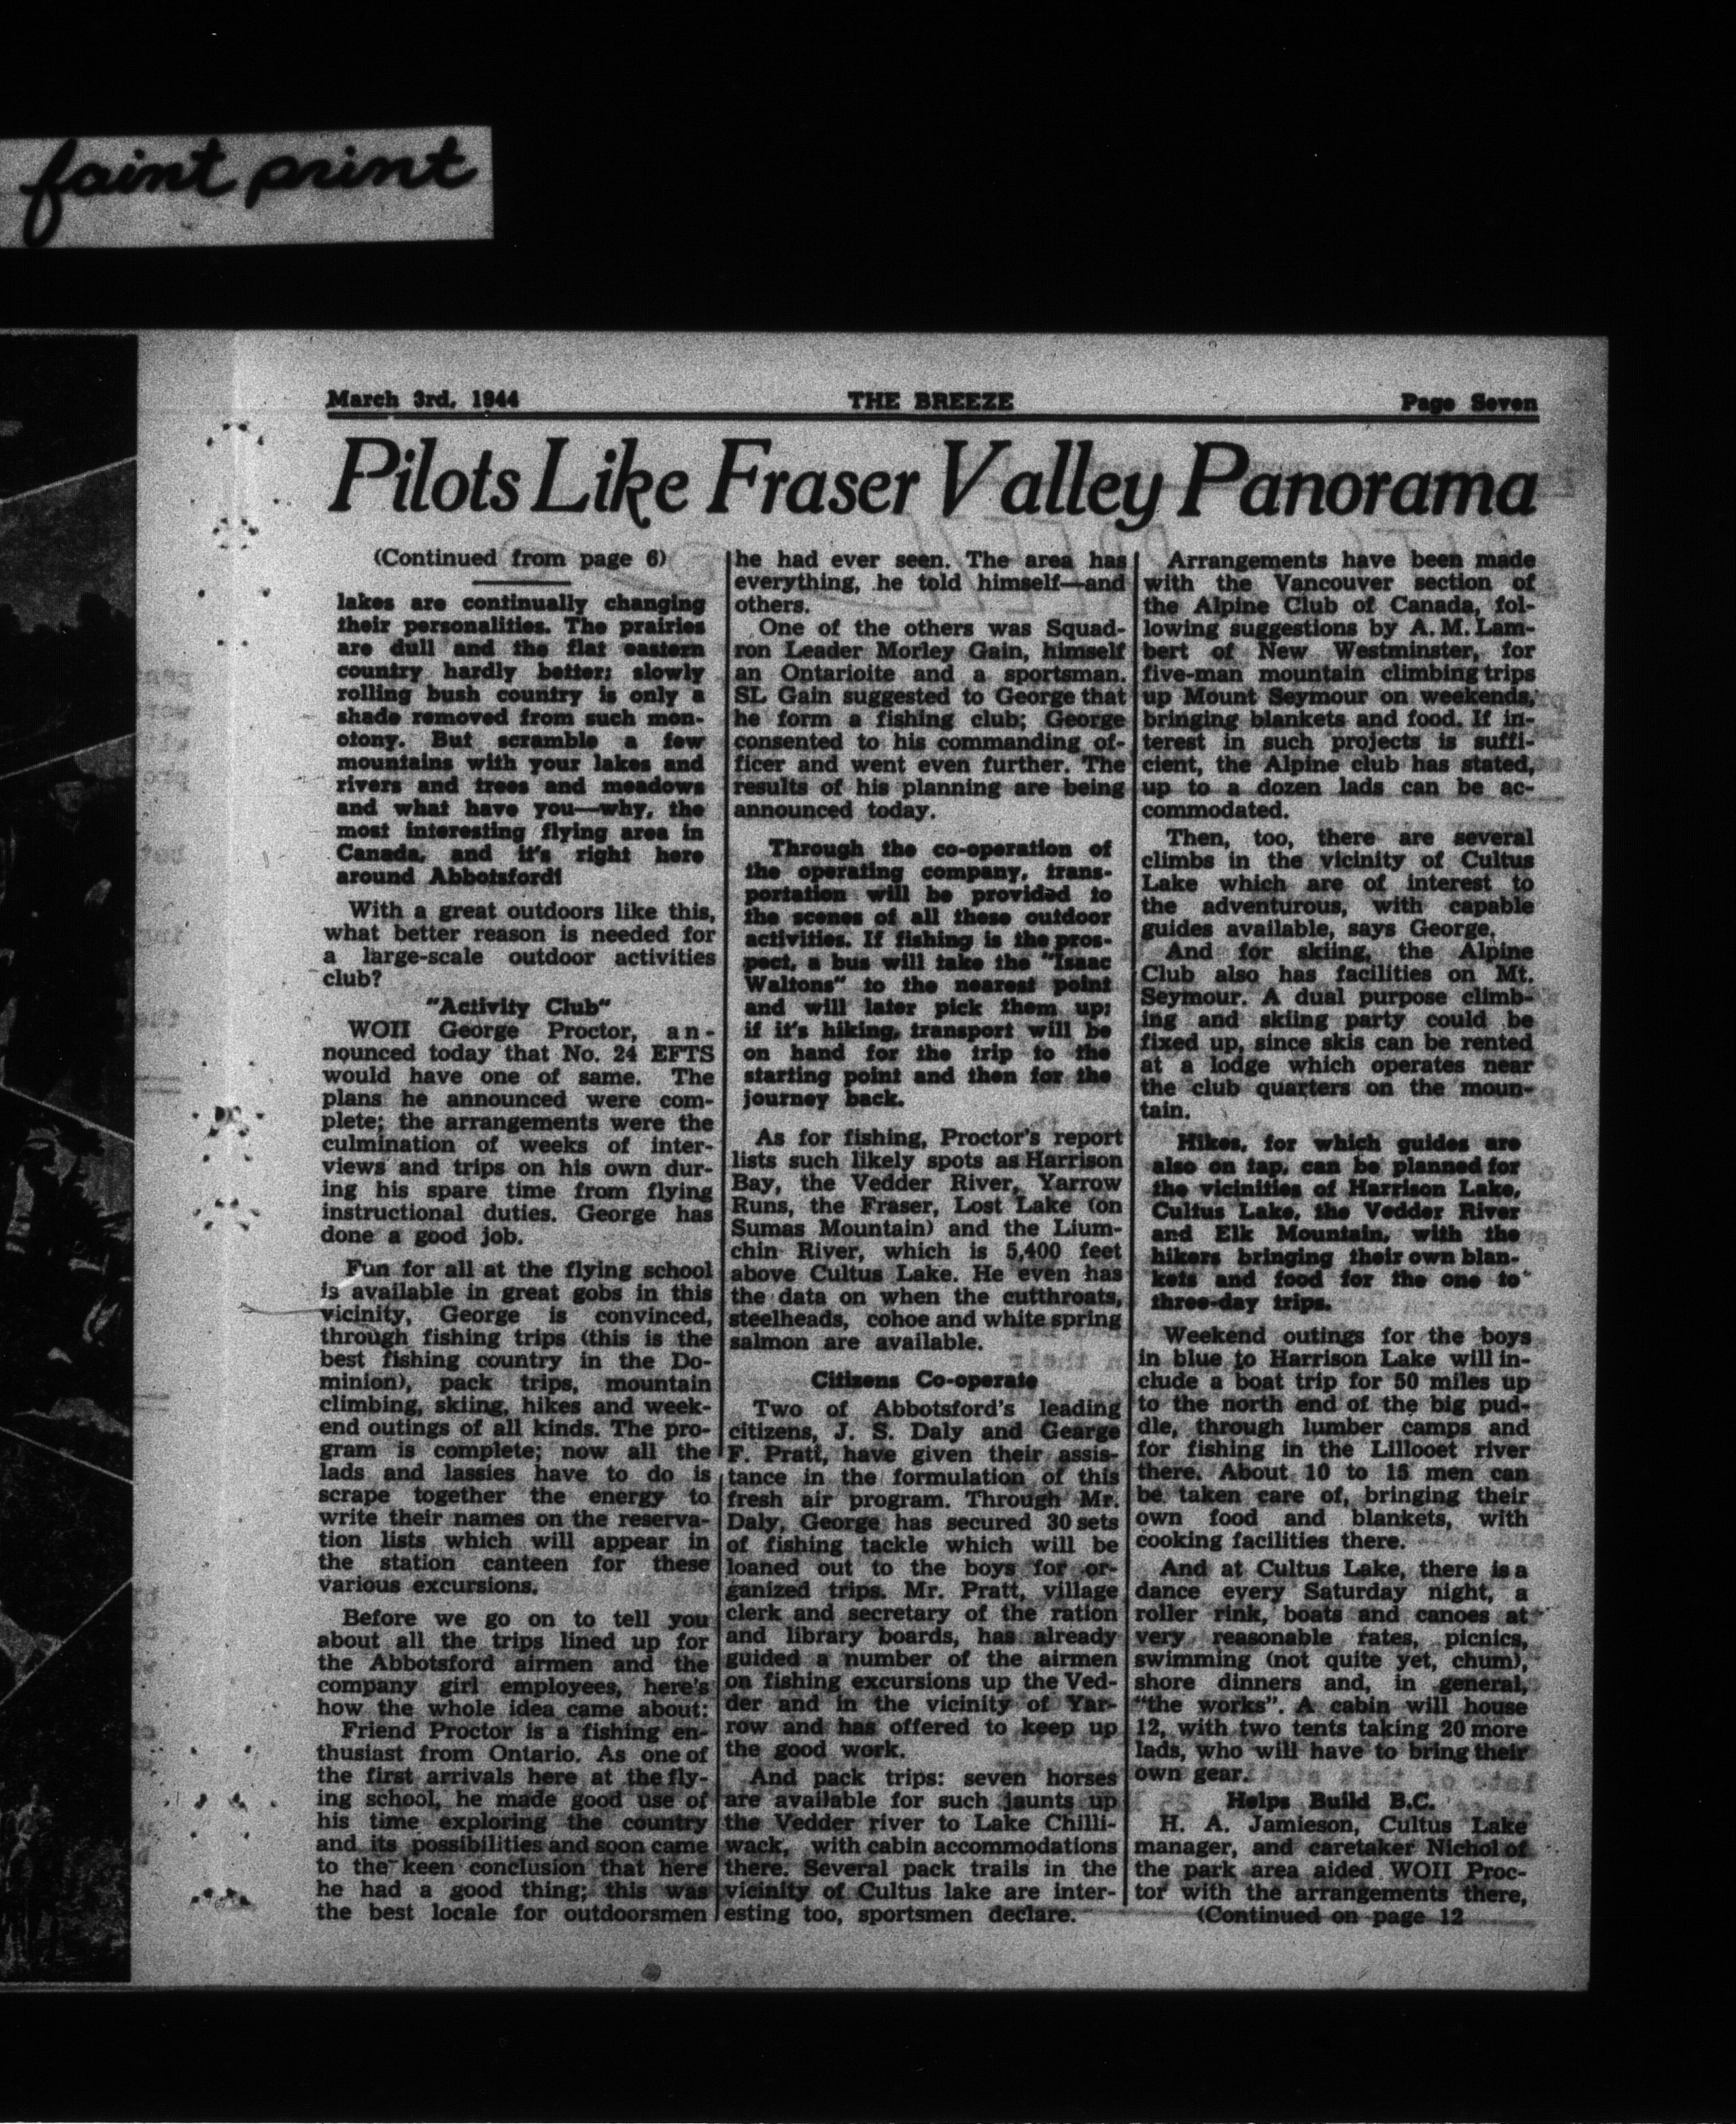 faint print
March 3rd, 1944 THE BREEZE Page Seven
Pilots Like Fraser Valley Panorama
(Continued from page 6)
lakes are continually changing
their personalities. The prairies
are dull and the flat eastern
country hardly better; slowly
rolling bush country is only a
shade removed from such mon-
otony. But scramble a few
mountains with your lakes and
rivers and trees and meadows
and what have you—why, the
most interesting flying area in
Canada, and it's right here
around Abbotsford!
With a great outdoors like this,
what better reason is needed for
a large-scale outdoor activities
club?
"Activity Club"
WOII George Proctor, an-
nounced today that No. 24 EFTS
would have one of same. The
plans he announced were com-
plete; the arrangements were the
culmination of weeks of inter-
views and trips on his own dur-
ing his spare time from flying
instructional duties. George has
done a good job.
Fun for all at the flying school
is available in great gobs in this
vicinity, George is convinced,
through fishing trips (this is the
best fishing country in the Do-
minion), pack trips, mountain
climbing, skiing, hikes and week-
end outings of all kinds. The pro-
gram is complete; now all the
lads and lassies have to do is
scrape together the energy to
write their names on the reserva-
tion lists which will appear in
the station canteen for these
various excursions.
Before we go on to tell you
about all the trips lined up for
the Abbotsford airmen and the
company girl employees, here's
how the whole idea came about:
Friend Proctor is a fishing en-
thusiast from Ontario. As one of
the first arrivals here at the fly-
ing school, he made good use of
his time exploring the country
and its possibilities and soon came
to the keen conclusion that here
he had a good thing; this was
the best locale for outdoorsmen
he had ever seen. The area has
everything, he told himself—and
others.
One of the others was Squad-
ron Leader Morley Gain, himself
an Ontarioite and a sportsman.
SL Gain suggested to George that
he form a fishing club; George
consented to his commanding of-
ficer and went even further. The
results of his planning are being
announced today.
Through the co-operation of
the operating company, trans-
portation will be provided to
the scenes of all these outdoor
activities. If fishing is the pros-
pect, a bus will take the "Isaac
Waltons" to the nearest point
and will later pick them up;
if it's hiking, transport will be
on hand for the trip to the
starting point and then for the
journey back.
As for fishing, Proctor's report
lists such likely spots as Harrison
Bay, the Vedder River, Yarrow
Runs, the Fraser, Lost Lake (on
Sumas Mountain) and the Lium-
chin River, which is 5,400 feet
above Cultus Lake. He even has
the data on when the cutthroats,
steelheads, cohoe and white spring
salmon are available.
Citizens Co-operate
Two of Abbotsford's leading
citizens, J. S. Daly and Gearge
F. Pratt, have given their assis-
tance in the formulation of this
fresh air program. Through Mr.
Daly, George has secured 30 sets
of fishing tackle which will be
loaned out to the boys for or-
ganized trips. Mr. Pratt, village
clerk and secretary of the ration
and library boards, has already
guided a number of the airmen
on fishing excursions up the Ved-
der and in the vicinity of Yar-
row and has offered to keep up
the good work.
And pack trips: seven horses
are available for such jaunts up
the Vedder river to Lake Chilli-
wack, with cabin accommodations
there. Several pack trails in the
vicinity of Cultus lake are inter-
esting too, sportsmen declare.
Arrangements have been made
with the Vancouver section of
the Alpine Club of Canada, fol-
lowing suggestions by A. M. Lam-
bert of New Westminster, for
five-man mountain climbing trips
up Mount Seymour on weekends,
bringing blankets and food. If in-
terest in such projects is suffi-
cient, the Alpine club has stated,
up to a dozen lads can be ac-
commodated.
Then, too, there are several
climbs in the vicinity of Cultus
Lake which are of interest to
the adventurous, with capable
guides available, says George.
And for skiing, the Alpine
Club also has facilities on Mt.
Seymour. A dual purpose climb-
ing and skiing party could be
fixed up, since skis can be rented
at a lodge which operates near
the club quarters on the moun-
tain.
Hikes, for which guides are
also on tap, can be planned for
the vicinities of Harrison Lake,
Cultus Lake, the Vedder River
and Elk Mountain, with the
hikers bringing their own blan-
kets and food for the one to
three-day trips.
Weekend outings for the boys
in blue to Harrison Lake will in-
clude a boat trip for 50 miles up
to the north end of the big pud-
dle, through lumber camps and
for fishing in the Lillooet river
there. About 10 to 15 men can
be taken care of, bringing their
own food and blankets, with
cooking facilities there.
And at Cultus Lake, there is a
dance every Saturday night, a
roller rink, boats and canoes at
very reasonable rates, picnics,
swimming (not quite yet, chum),
shore dinners and, in general,
"the works". A cabin will house
12, with two tents taking 20 more
lads, who will have to bring their
own gear.
Helps Build B.C.
H. A. Jamieson, Cultus Lake
manager, and caretaker Nichol of
the park area aided WOII Proc-
tor with the arrangements there,
(Continued on page 12